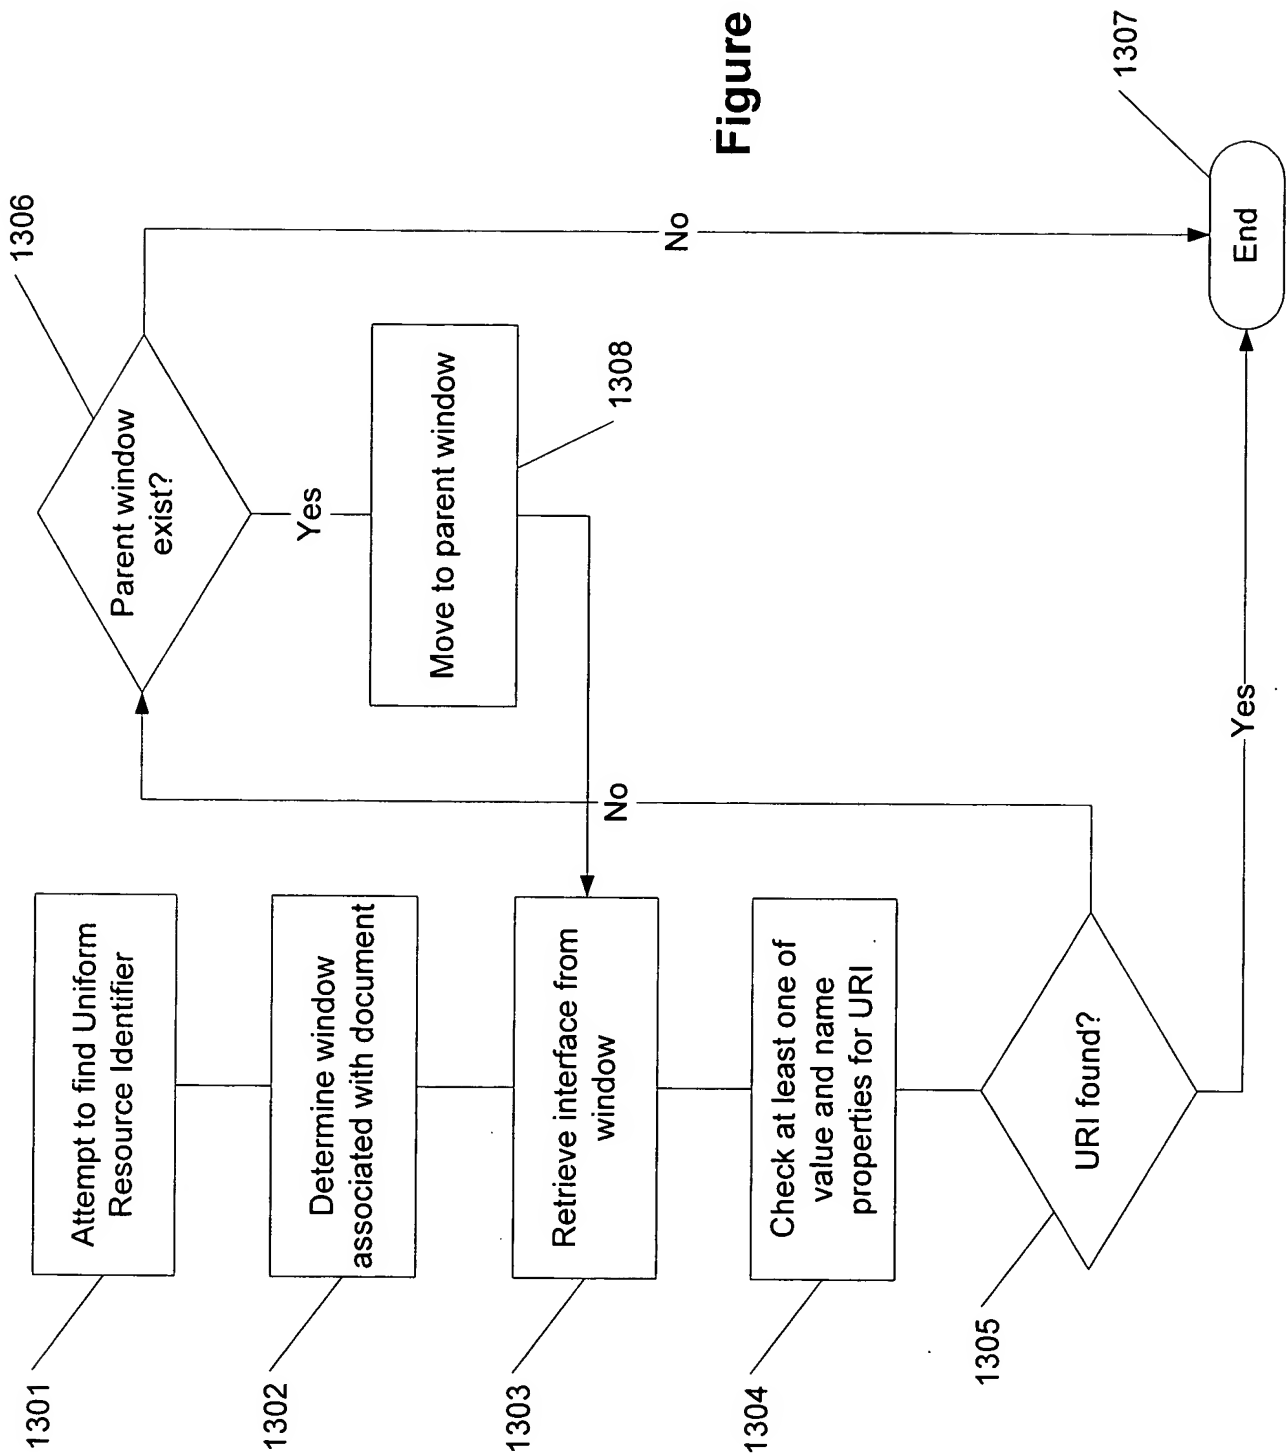 1301
Attempt to find Uniform
Resource Identifier
1302
Determine window
associated with document
1303
Retrieve interface from
window
1304
Check at least one of
value and name
properties for URI
1305
URI found?
No
Yes
1306
Parent window
exist?
Yes
No
Move to parent window
1308
End
1307
Figure